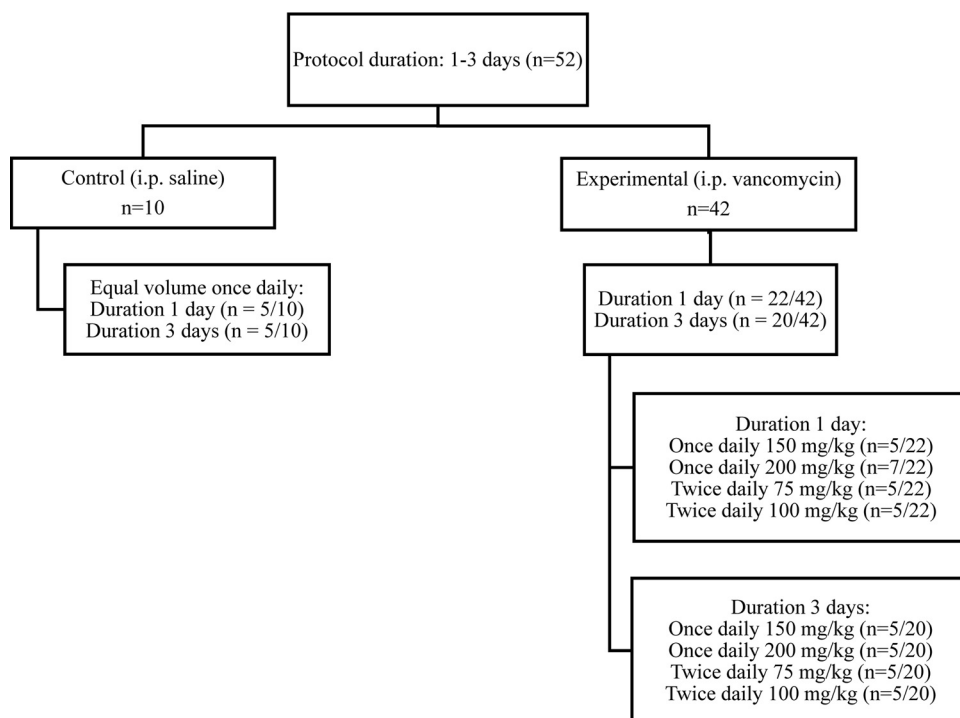 Protocol duration: 1-3 days (n=52)
Control (i.p. saline)
n=10
Experimental (i.p. vancomycin)
n=42
Equal volume once daily:
Duration 1 day (n = 5/10)
Duration 3 days (n = 5/10)
Duration 1 day (n = 22/42)
Duration 3 days (n = 20/42)
Duration 1 day:
Once daily 150 mg/kg (n=5/22)
Once daily 200 mg/kg (n=7/22)
Twice daily 75 mg/kg (n=5/22)
Twice daily 100 mg/kg (n=5/22)
Duration 3 days:
Once daily 150 mg/kg (n=5/20)
Once daily 200 mg/kg (n=5/20)
Twice daily 75 mg/kg (n=5/20)
Twice daily 100 mg/kg (n=5/20)